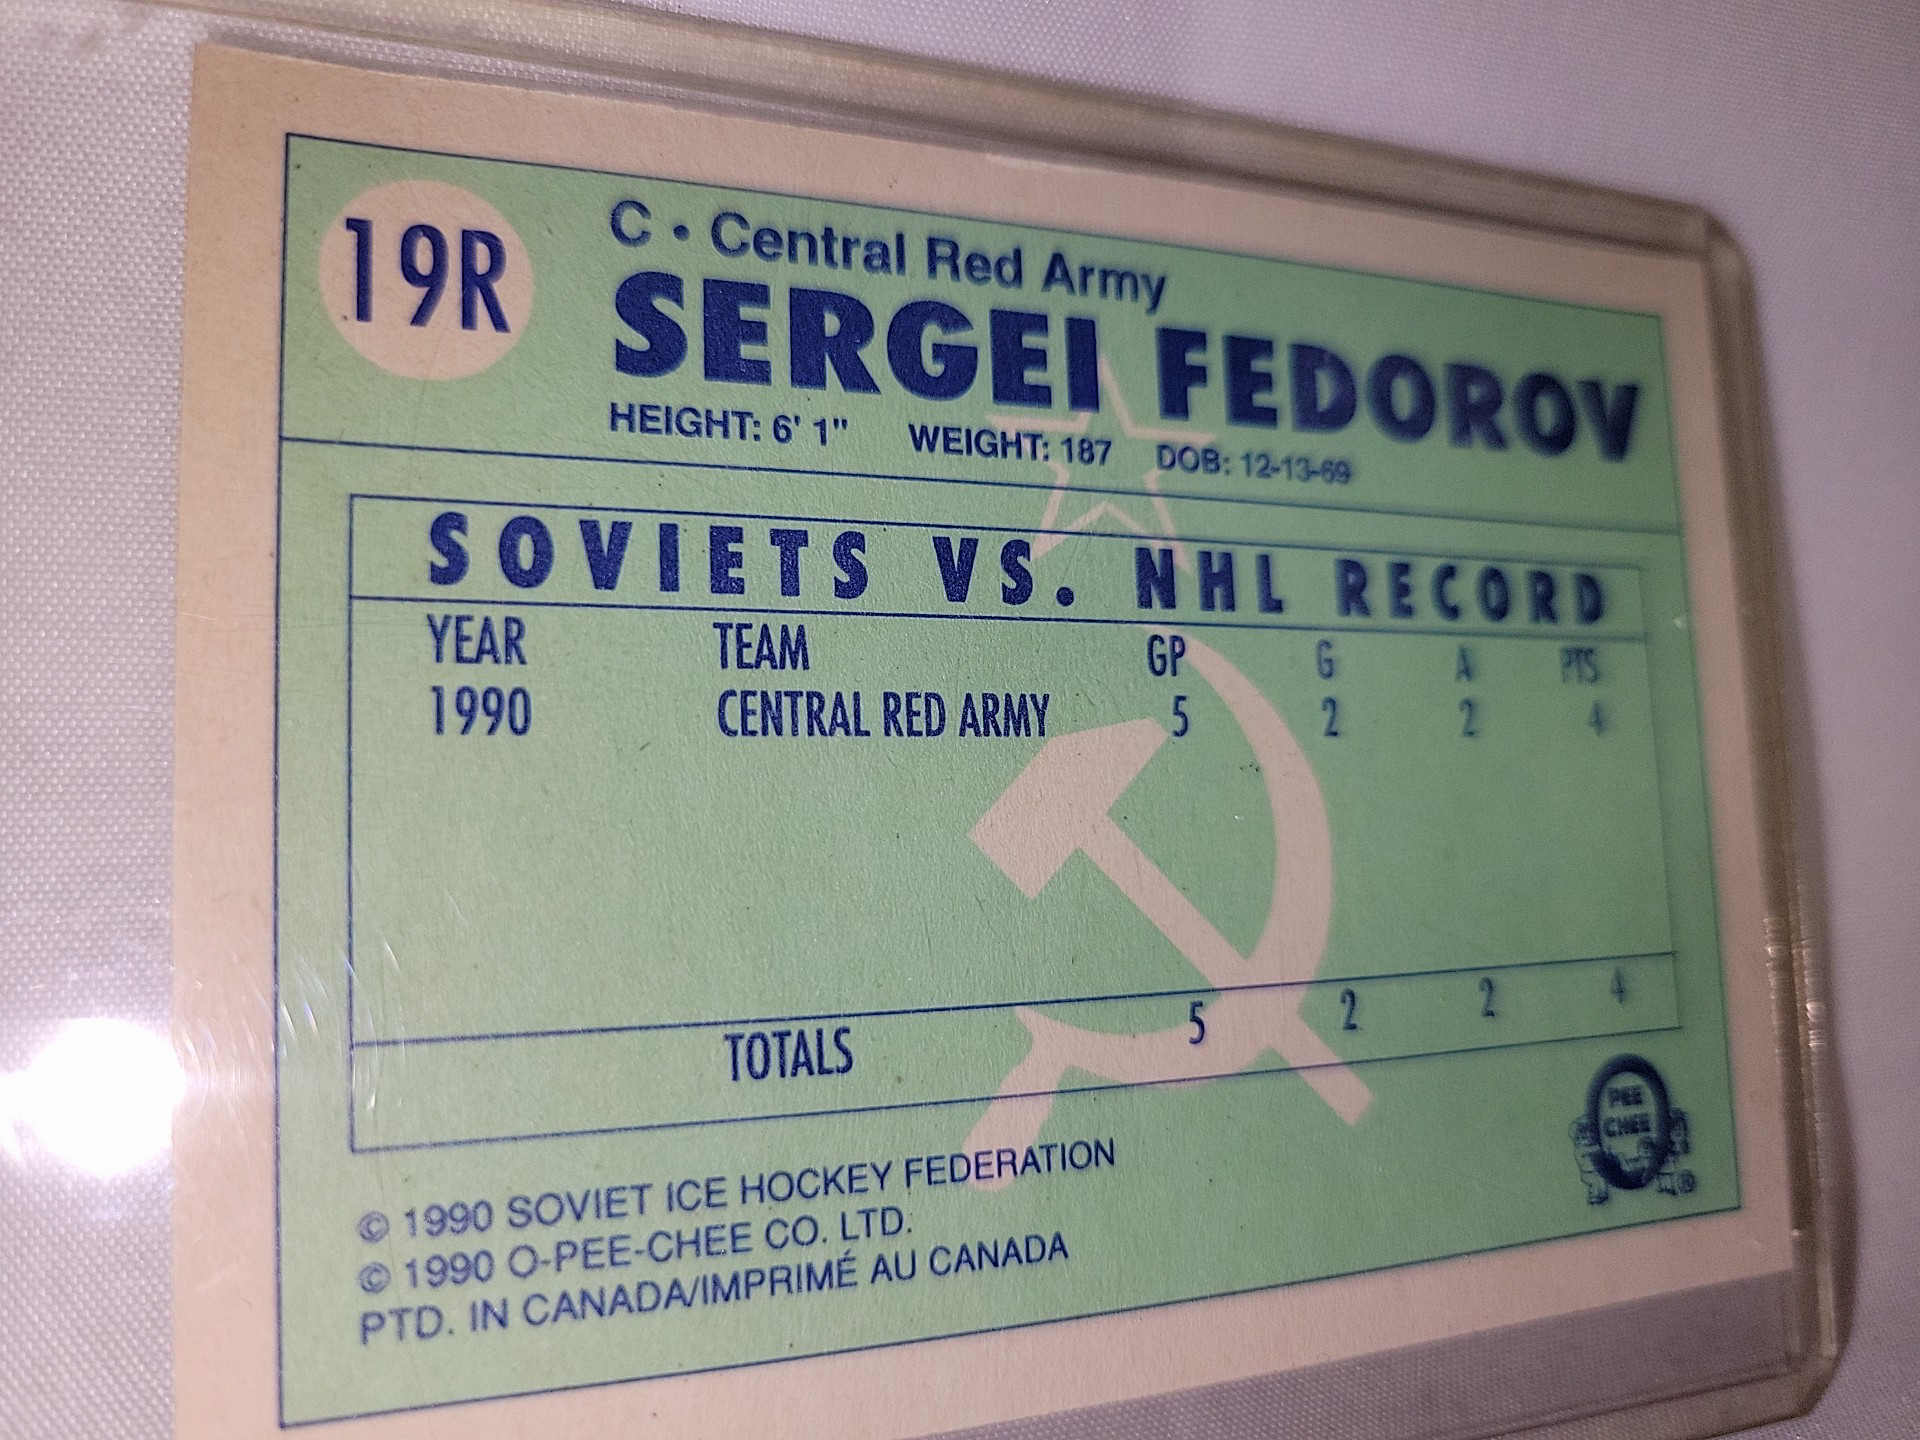 19R
C • Central Red Army
SERGEI FEDOROV
HEIGHT: 6' 1" WEIGHT: 187 DOB: 12-13-69
SOVIETS VS. NHL RECORD
YEAR TEAM GP G A PTS
1990 CENTRAL RED ARMY 5 2 2 4
TOTALS 5 2 2 4
© 1990 SOVIET ICE HOCKEY FEDERATION
© 1990 O-PEE-CHEE CO. LTD.
PTD. IN CANADA/IMPRIMÉ AU CANADA
O
PEE
CHEE
®